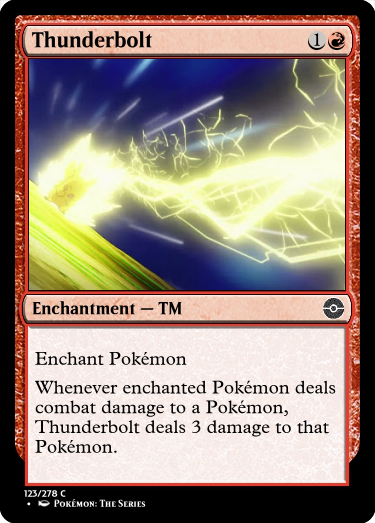 Thunderbolt 1
Enchantment — TM
Enchant Pokémon
Whenever enchanted Pokémon deals
combat damage to a Pokémon,
Thunderbolt deals 3 damage to that
Pokémon.
123/278 C
• Pokémon: The Series